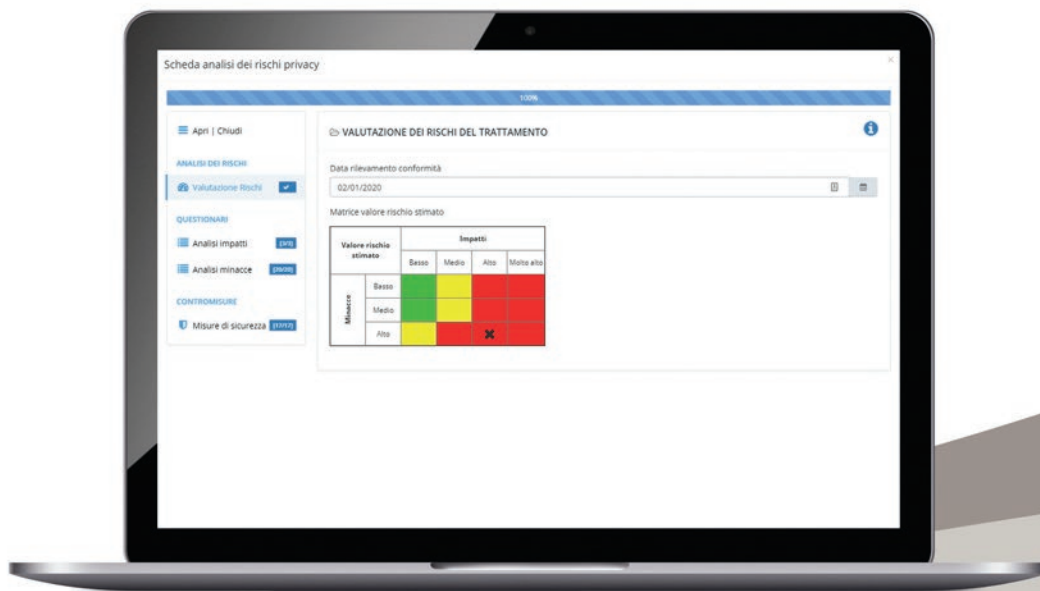 Scheda analisi dei rischi privacy
100%
Apri | Chiudi
ANALISI DEI RISCHI
Valutazione Rischi
QUESTIONARI
Analisi impatti
Analisi minacce
CONTROMISURE
Misure di sicurezza
VALUTAZIONE DEI RISCHI DEL TRATTAMENTO
Data rilevamento conformità
02/01/2020
Matrice valore rischio stimato
Valore rischio
stimato
Impatti
Basso Medio Alto Molto alto
Minacce
Basso
Medio
Alto